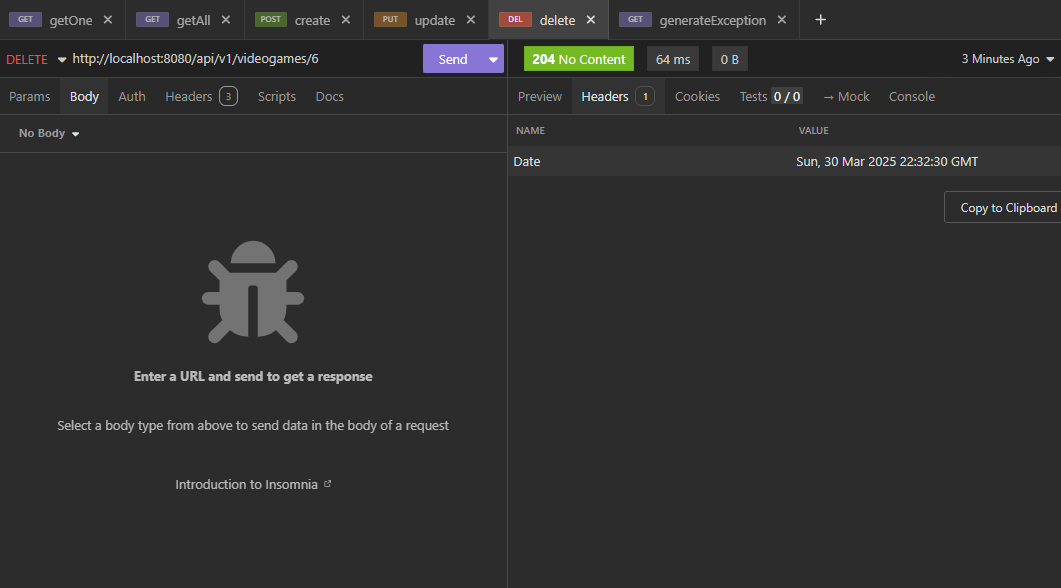 GET getOne × GET getAll × POST create × PUT update × DEL delete × GET generateException × +
DELETE http://localhost:8080/api/v1/videogames/6 Send
204 No Content 64 ms 0 B 3 Minutes Ago
Params Body Auth Headers 3 Scripts Docs
Preview Headers 1 Cookies Tests 0 / 0 → Mock Console
No Body
NAME VALUE
Date Sun, 30 Mar 2025 22:32:30 GMT
Copy to Clipboard
Enter a URL and send to get a response
Select a body type from above to send data in the body of a request
Introduction to Insomnia